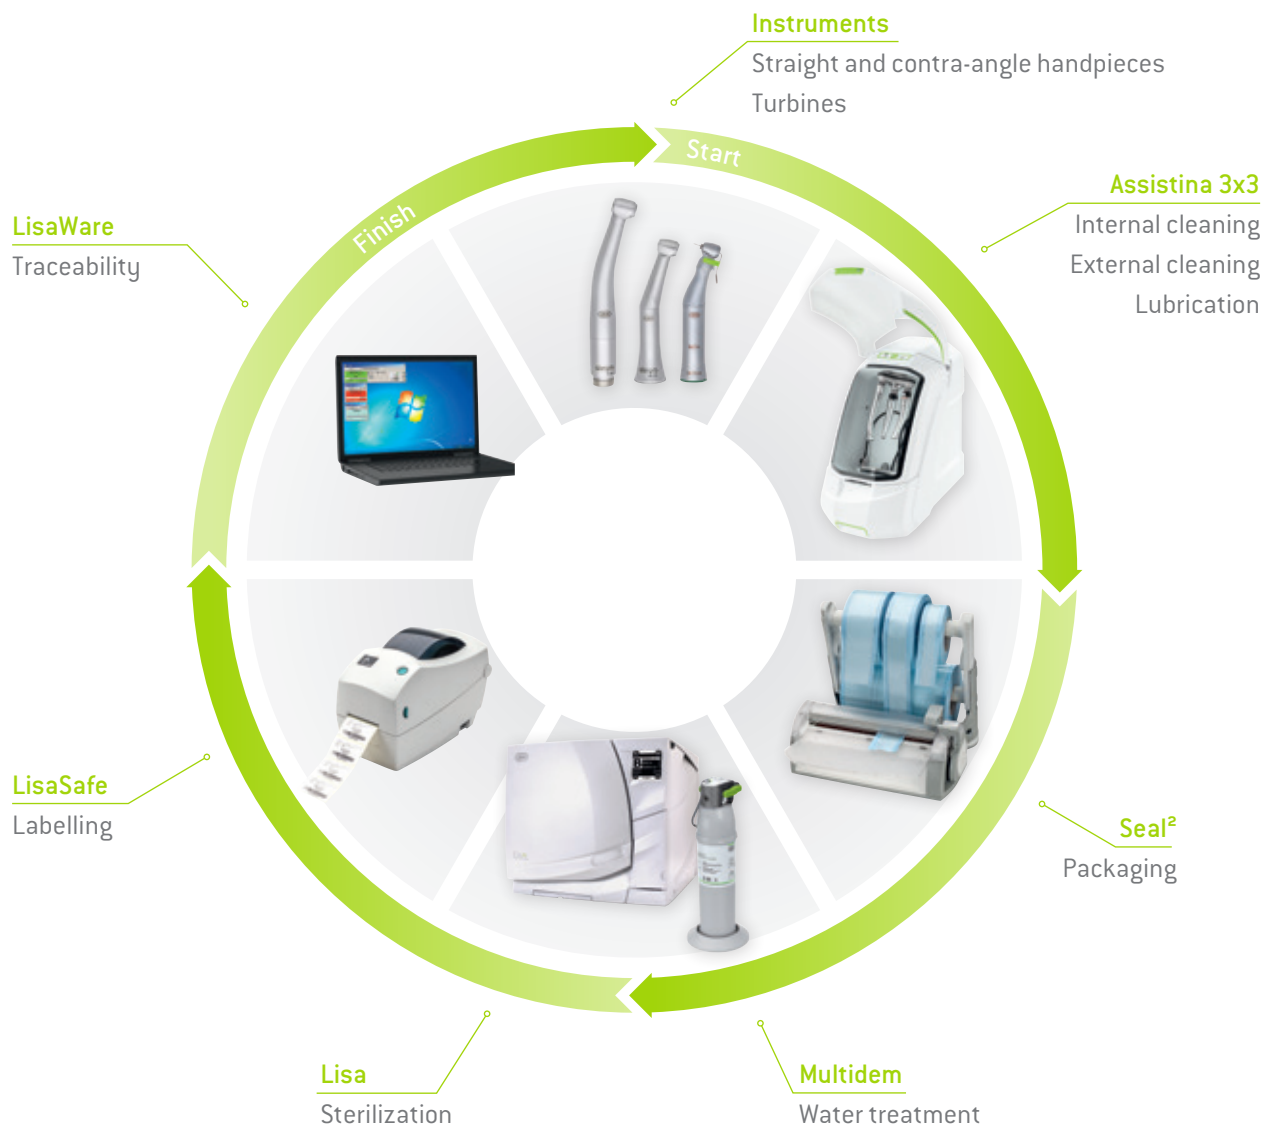 Instruments
Straight and contra-angle handpieces
Turbines
Start
Assistina 3x3
Internal cleaning
External cleaning
Lubrication
Finish
LisaWare
Traceability
LisaSafe
Labelling
Seal²
Packaging
Lisa
Sterilization
Multidem
Water treatment